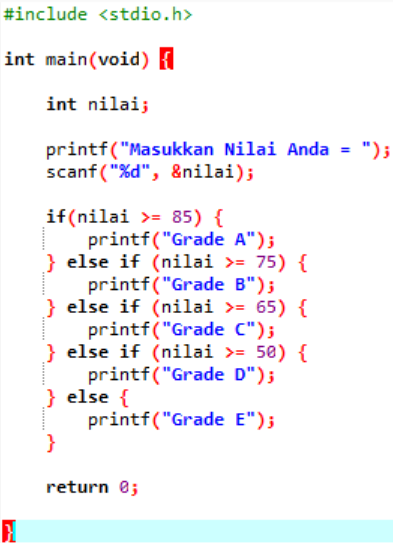 #include <stdio.h>
int main(void) {
int nilai;
printf("Masukkan Nilai Anda = ");
scanf("%d", &nilai);
if(nilai >= 85) {
printf("Grade A");
} else if (nilai >= 75) {
printf("Grade B");
} else if (nilai >= 65) {
printf("Grade C");
} else if (nilai >= 50) {
printf("Grade D");
} else {
printf("Grade E");
}
return 0;
}